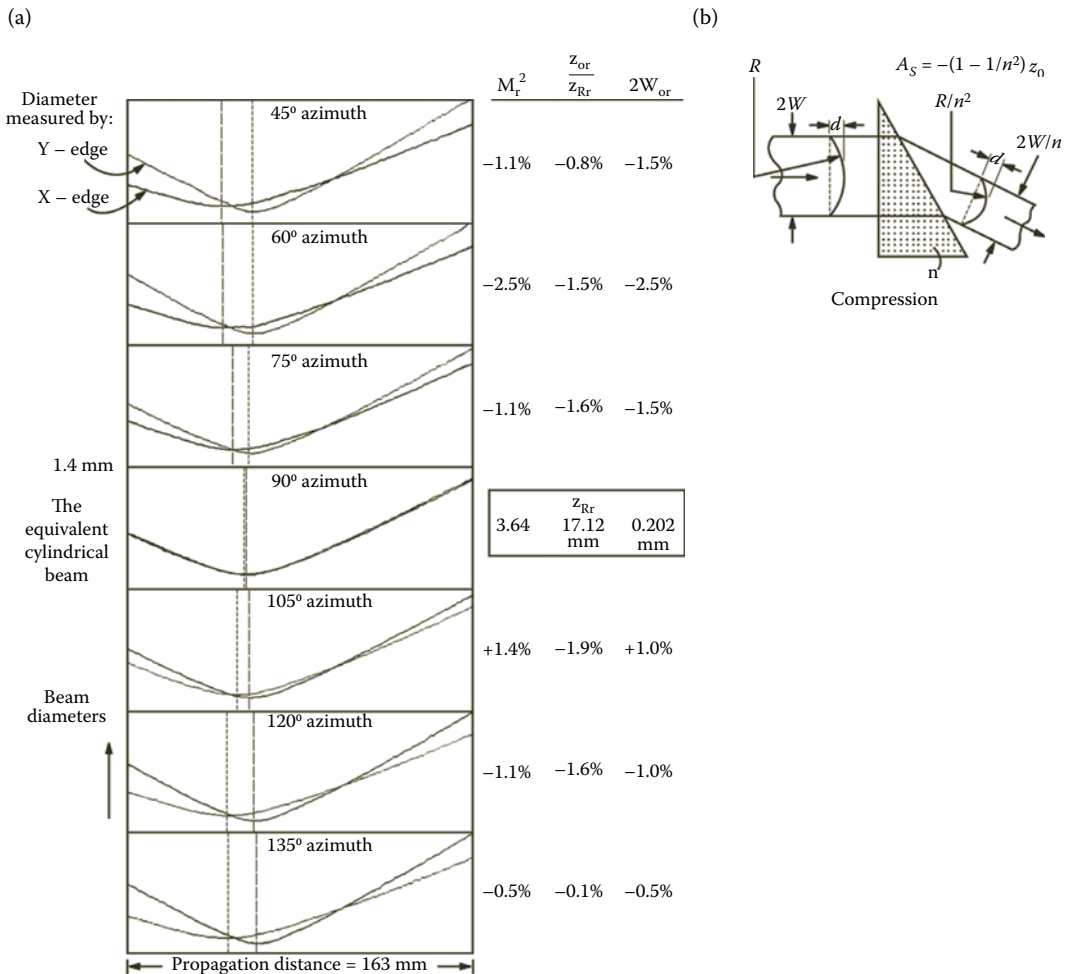 (a)
Diameter
measured by:
Y – edge
X – edge
45º azimuth
60º azimuth
75º azimuth
1.4 mm
90º azimuth
The
equivalent
cylindrical
beam
105º azimuth
Beam
diameters
120º azimuth
135º azimuth
Propagation distance = 163 mm
M_r^2 z_or/z_Rr 2W_or
–1.1% –0.8% –1.5%
–2.5% –1.5% –2.5%
–1.1% –1.6% –1.5%
z_Rr
3.64 17.12 0.202
mm mm
+1.4% –1.9% +1.0%
–1.1% –1.6% –1.0%
–0.5% –0.1% –0.5%
(b)
A_S = –(1 – 1/n²) z_0
R
2W
d
R/n²
d
2W/n
n
Compression